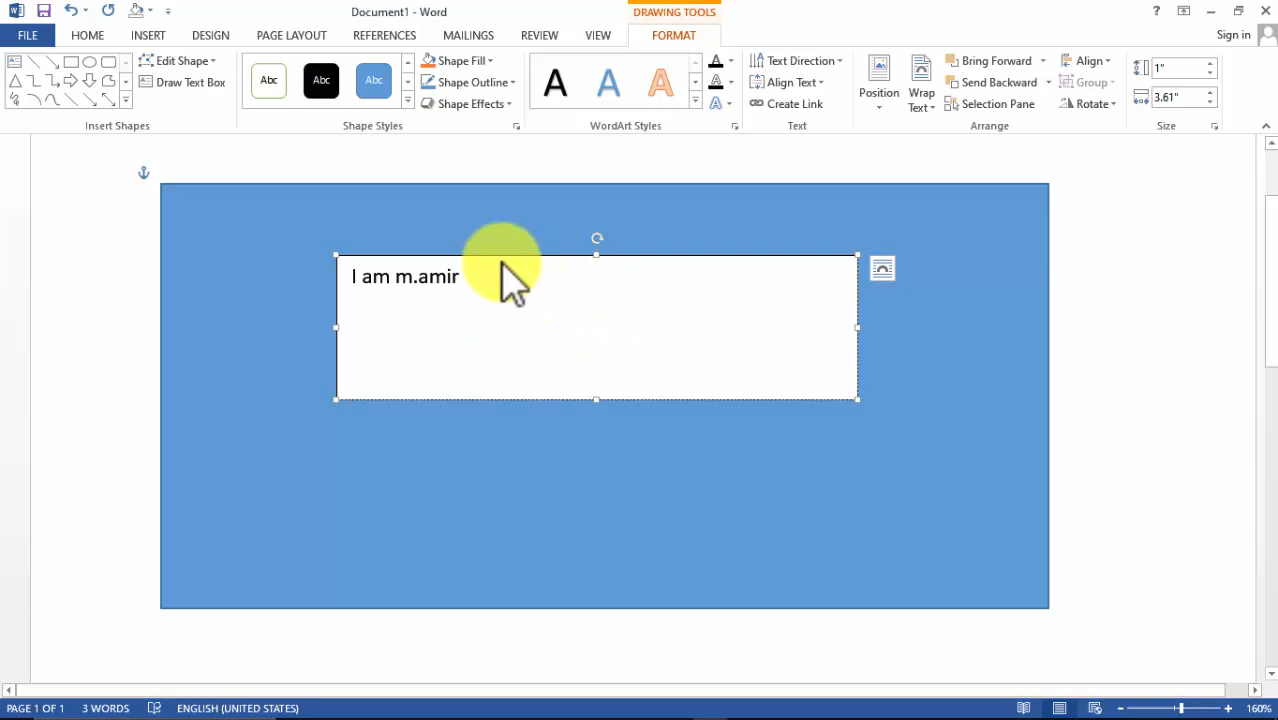 Document1 - Word
DRAWING TOOLS
?
FILE
HOME
INSERT
DESIGN
PAGE LAYOUT
REFERENCES
MAILINGS
REVIEW
VIEW
FORMAT
Sign in
Edit Shape
Draw Text Box
Insert Shapes
Abc
Abc
Abc
Shape Fill
Shape Outline
Shape Effects
Shape Styles
A
A
A
WordArt Styles
Text Direction
Align Text
Create Link
Text
Position
Wrap
Text
Bring Forward
Send Backward
Selection Pane
Align
Group
Rotate
Arrange
1"
3.61"
Size
I am m.amir
PAGE 1 OF 1
3 WORDS
ENGLISH (UNITED STATES)
160%